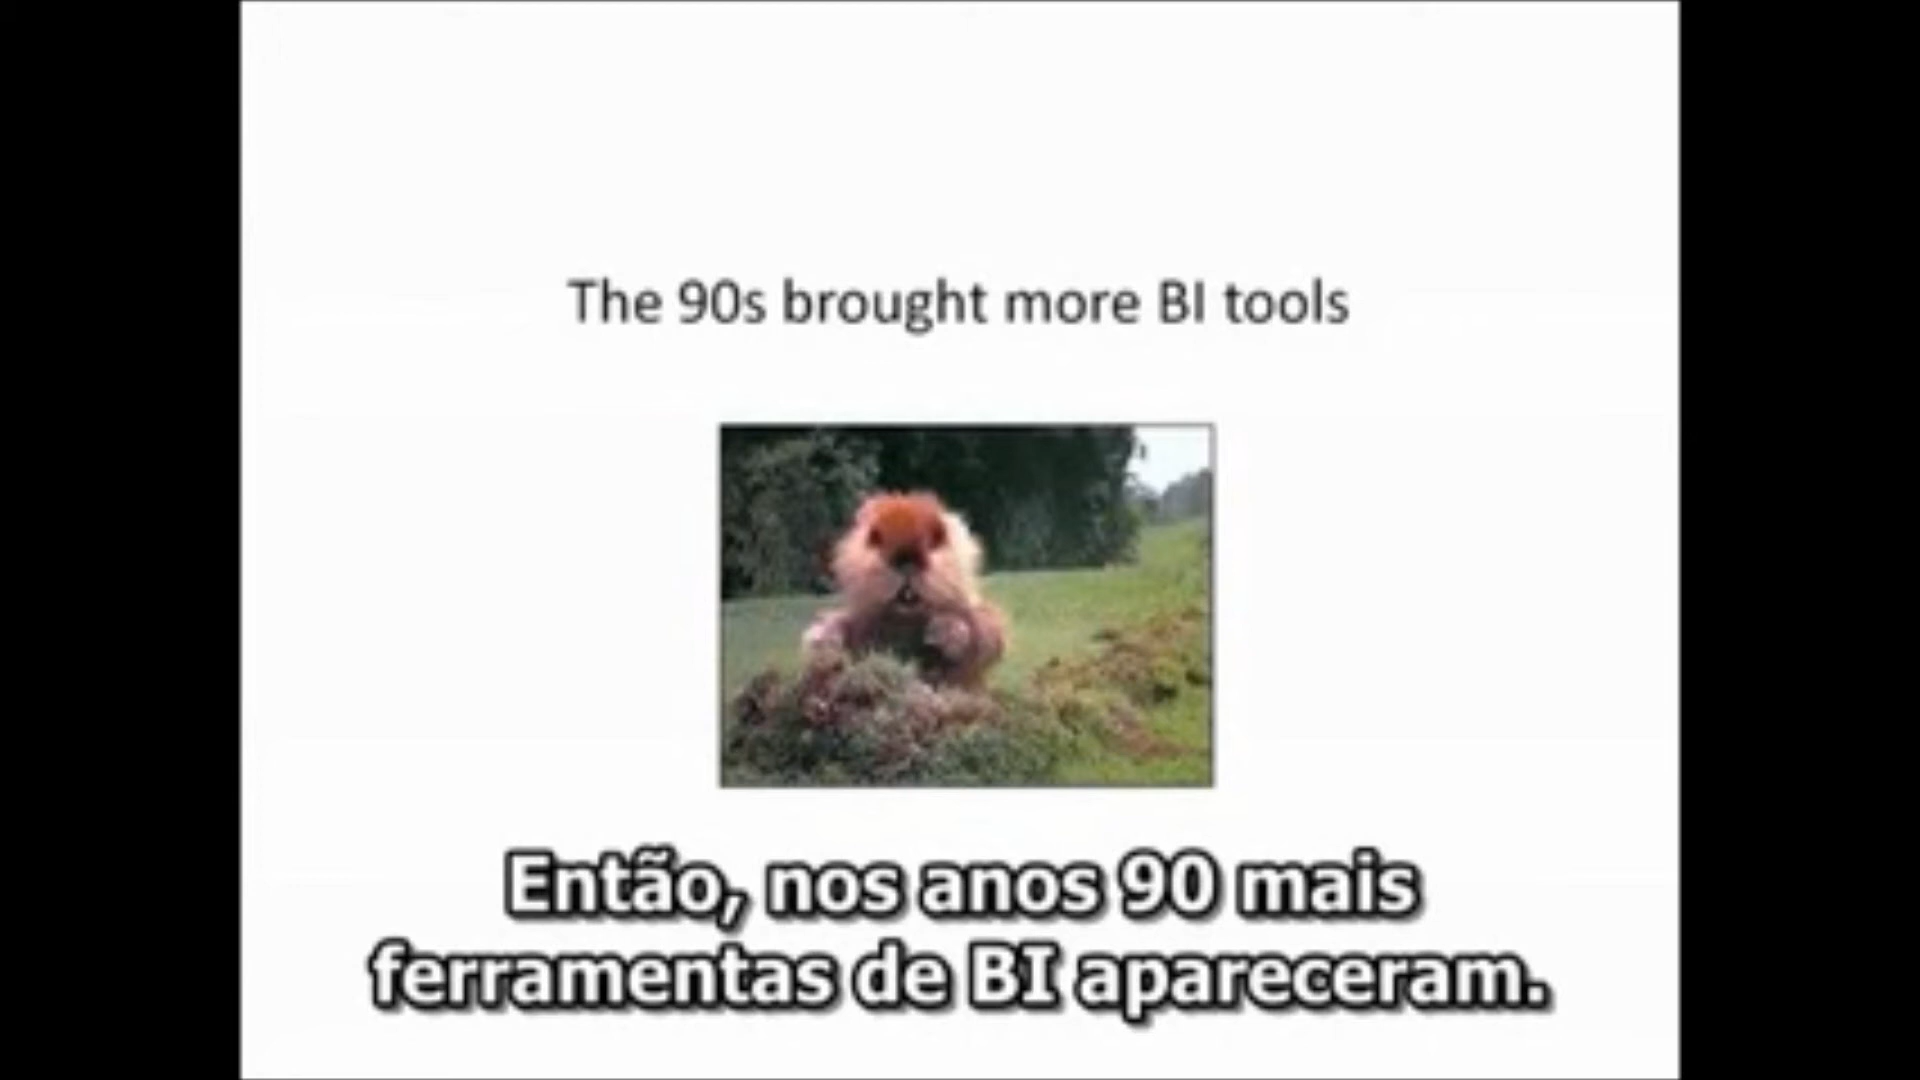 The 90s brought more BI tools
Então, nos anos 90 mais
ferramentas de BI apareceram.